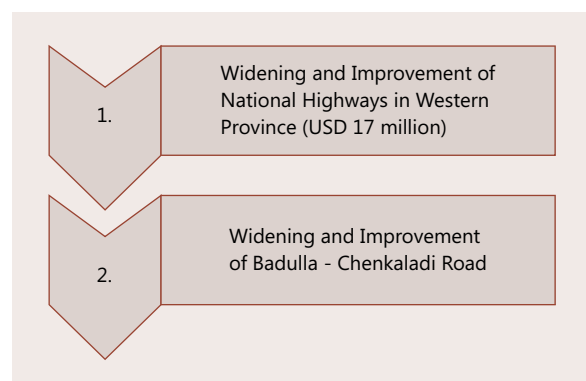 1.
Widening and Improvement of
National Highways in Western
Province (USD 17 million)
2.
Widening and Improvement
of Badulla - Chenkaladi Road